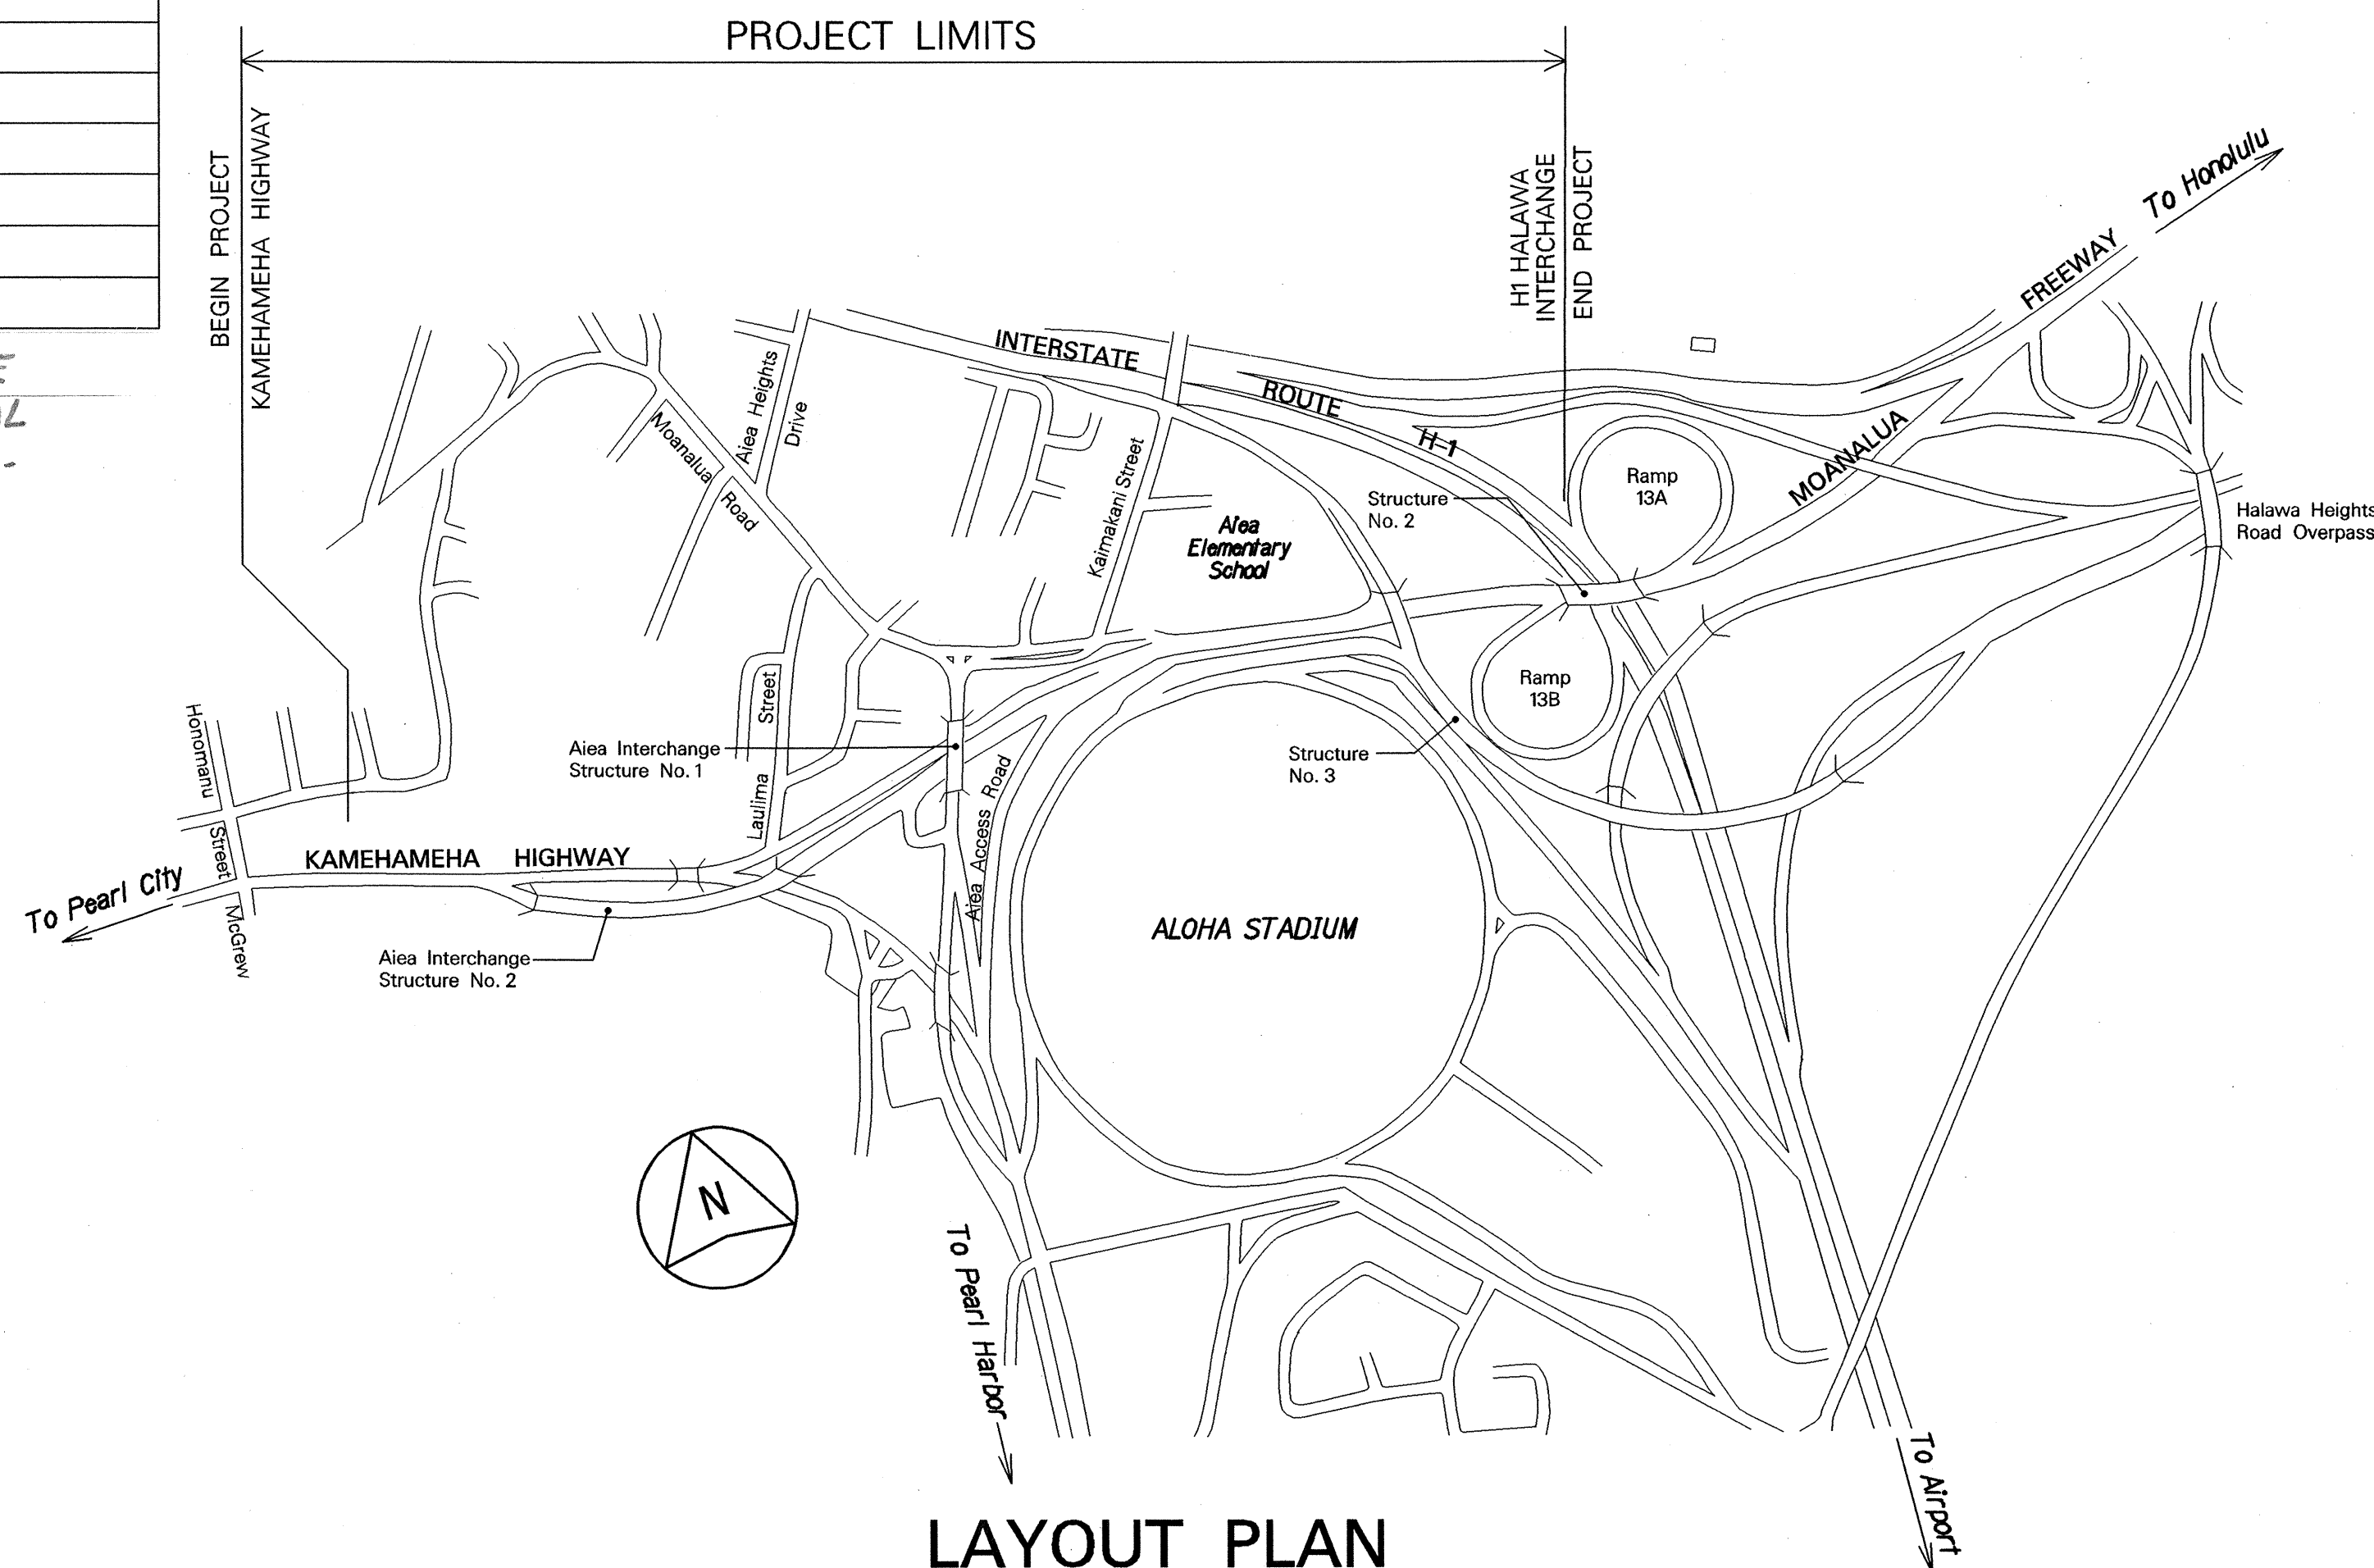 PROJECT LIMITS
BEGIN PROJECT
KAMEHAMEHA HIGHWAY
H1 HALAWA
INTERCHANGE
END PROJECT
To Honolulu
FREEWAY
MOANALUA
INTERSTATE
ROUTE
H-1
Aiea Heights
Drive
Moanalua
Road
Kaimakani Street
Structure
No. 2
Ramp
13A
Halawa Heights
Road Overpass
Aiea
Elementary
School
Ramp
13B
Structure
No. 3
Honomanu
Street
McGrew
Laulima
Street
Aiea Interchange
Structure No. 1
Aiea Access Road
KAMEHAMEHA HIGHWAY
To Pearl City
Aiea Interchange
Structure No. 2
ALOHA STADIUM
N
To Pearl Harbor
To Airport
LAYOUT PLAN